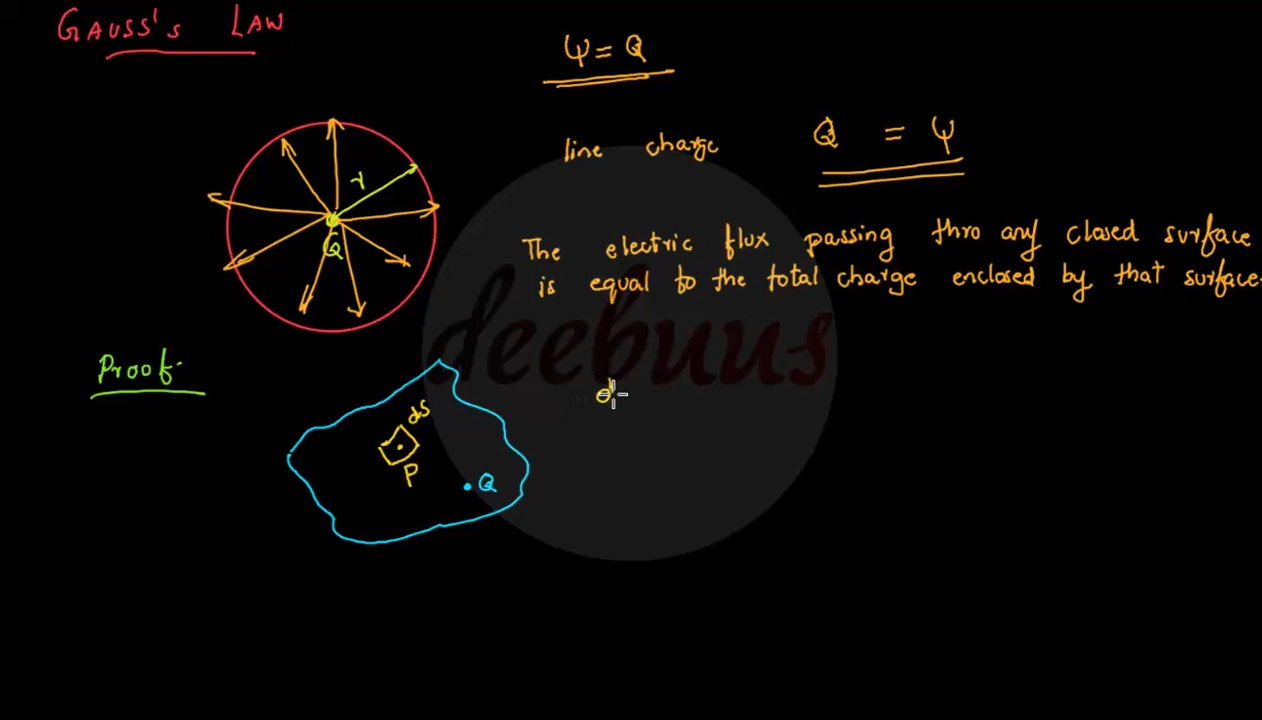 GAUSS's LAW
Ψ = Q
line charge
Q = Ψ
r
Q
The electric flux passing thro any closed surface
is equal to the total charge enclosed by that surface.
Proof:
deebuus
ds
P
Q
d